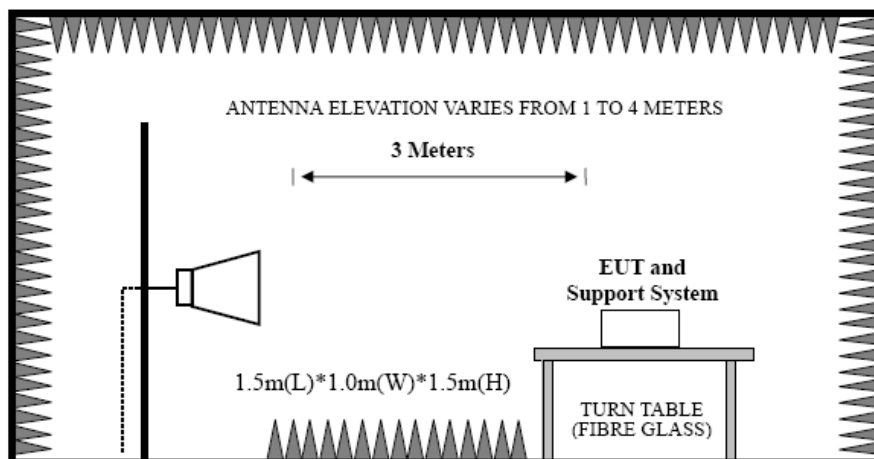 ANTENNA ELEVATION VARIES FROM 1 TO 4 METERS
3 Meters
EUT and
Support System
1.5m(L)*1.0m(W)*1.5m(H)
TURN TABLE
(FIBRE GLASS)